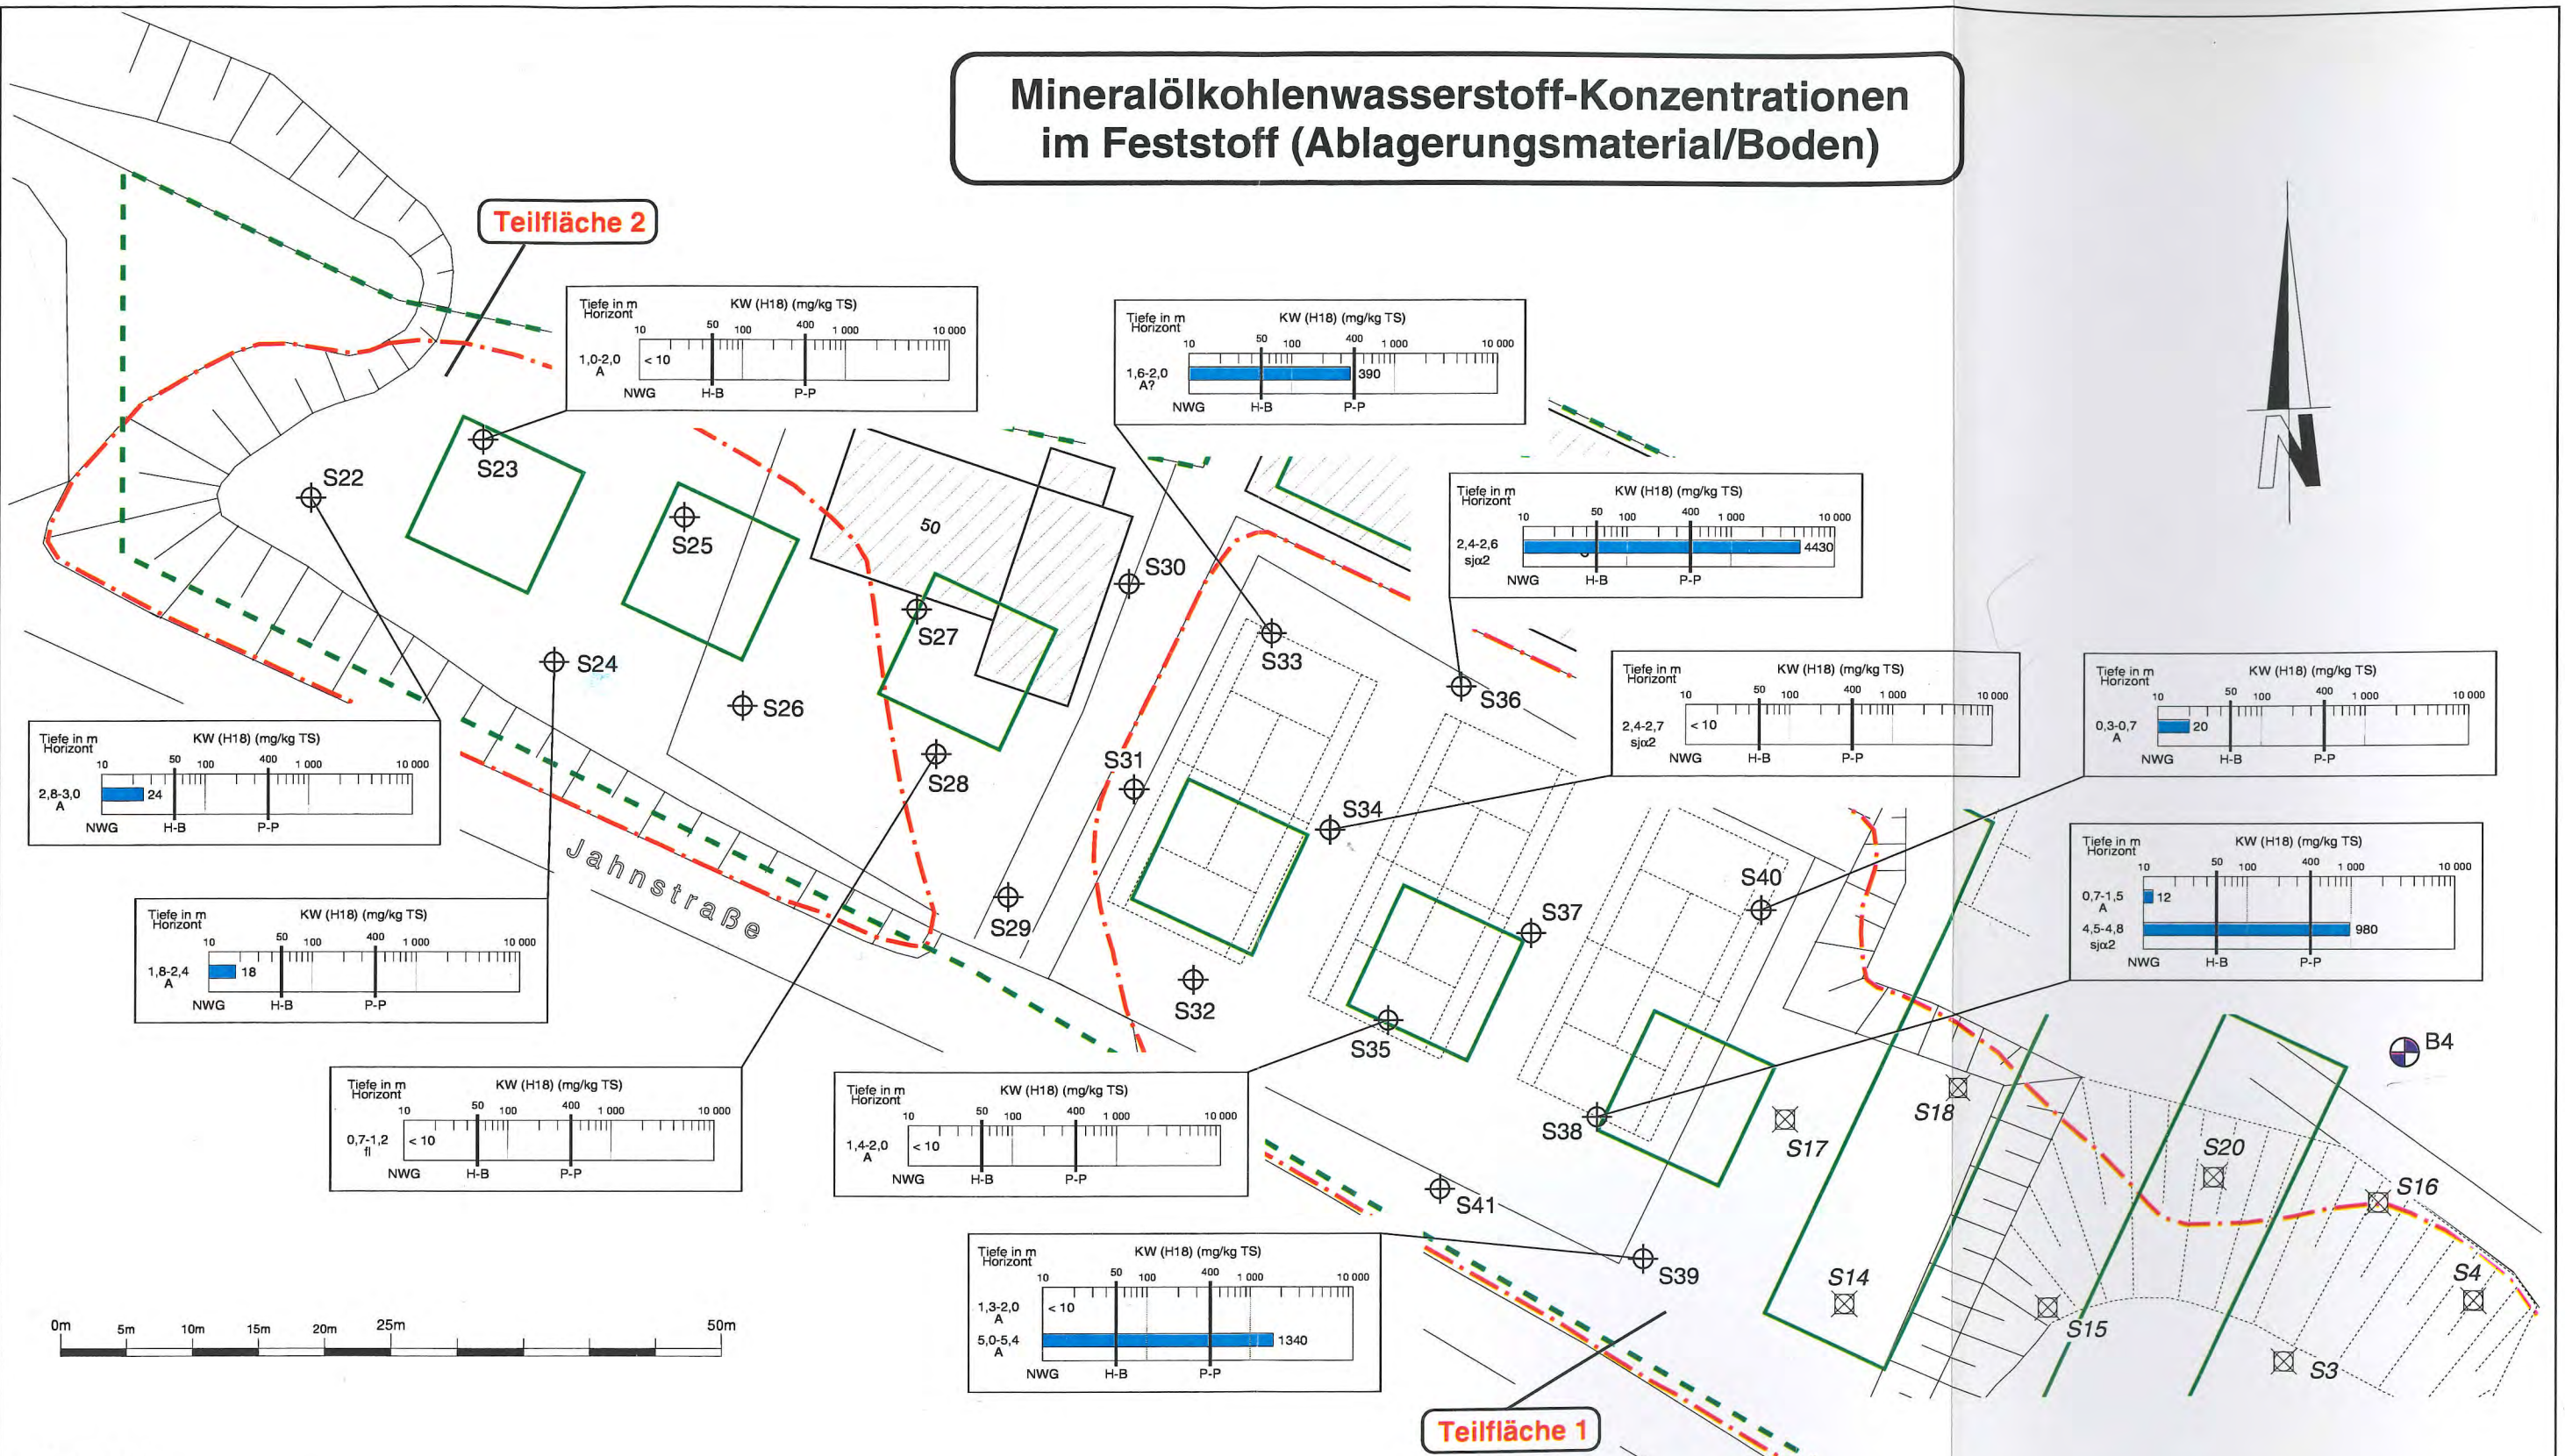 Mineralölkohlenwasserstoff-Konzentrationen
im Feststoff (Ablagerungsmaterial/Boden)
Teilfläche 2
Tiefe in m
Horizont
KW (H18) (mg/kg TS)
10 50 100 400 1 000 10 000
1,0-2,0
A
< 10
NWG H-B P-P
Tiefe in m
Horizont
KW (H18) (mg/kg TS)
10 50 100 400 1 000 10 000
1,6-2,0
A?
390
NWG H-B P-P
N
S23
S22
S25
50
Tiefe in m
Horizont
KW (H18) (mg/kg TS)
10 50 100 400 1 000 10 000
2,4-2,6
sjα2
4430
NWG H-B P-P
S30
S27
S24
S26
S33
S36
Tiefe in m
Horizont
KW (H18) (mg/kg TS)
10 50 100 400 1 000 10 000
2,4-2,7
sjα2
< 10
NWG H-B P-P
Tiefe in m
Horizont
KW (H18) (mg/kg TS)
10 50 100 400 1 000 10 000
0,3-0,7
A
20
NWG H-B P-P
Tiefe in m
Horizont
KW (H18) (mg/kg TS)
10 50 100 400 1 000 10 000
2,8-3,0
A
24
NWG H-B P-P
S28
S31
S34
Jahnstraße
S40
S29
S37
Tiefe in m
Horizont
KW (H18) (mg/kg TS)
10 50 100 400 1 000 10 000
0,7-1,5
A
12
4,5-4,8
sjα2
980
NWG H-B P-P
Tiefe in m
Horizont
KW (H18) (mg/kg TS)
10 50 100 400 1 000 10 000
1,8-2,4
A
18
NWG H-B P-P
S32
S35
B4
Tiefe in m
Horizont
KW (H18) (mg/kg TS)
10 50 100 400 1 000 10 000
0,7-1,2
fl
< 10
NWG H-B P-P
Tiefe in m
Horizont
KW (H18) (mg/kg TS)
10 50 100 400 1 000 10 000
1,4-2,0
A
< 10
NWG H-B P-P
S38
S17
S18
S20
S16
S41
Tiefe in m
Horizont
KW (H18) (mg/kg TS)
10 50 100 400 1 000 10 000
1,3-2,0
A
< 10
5,0-5,4
A
1340
NWG H-B P-P
S39
S14
S15
S4
S3
0m 5m 10m 15m 20m 25m 50m
Teilfläche 1